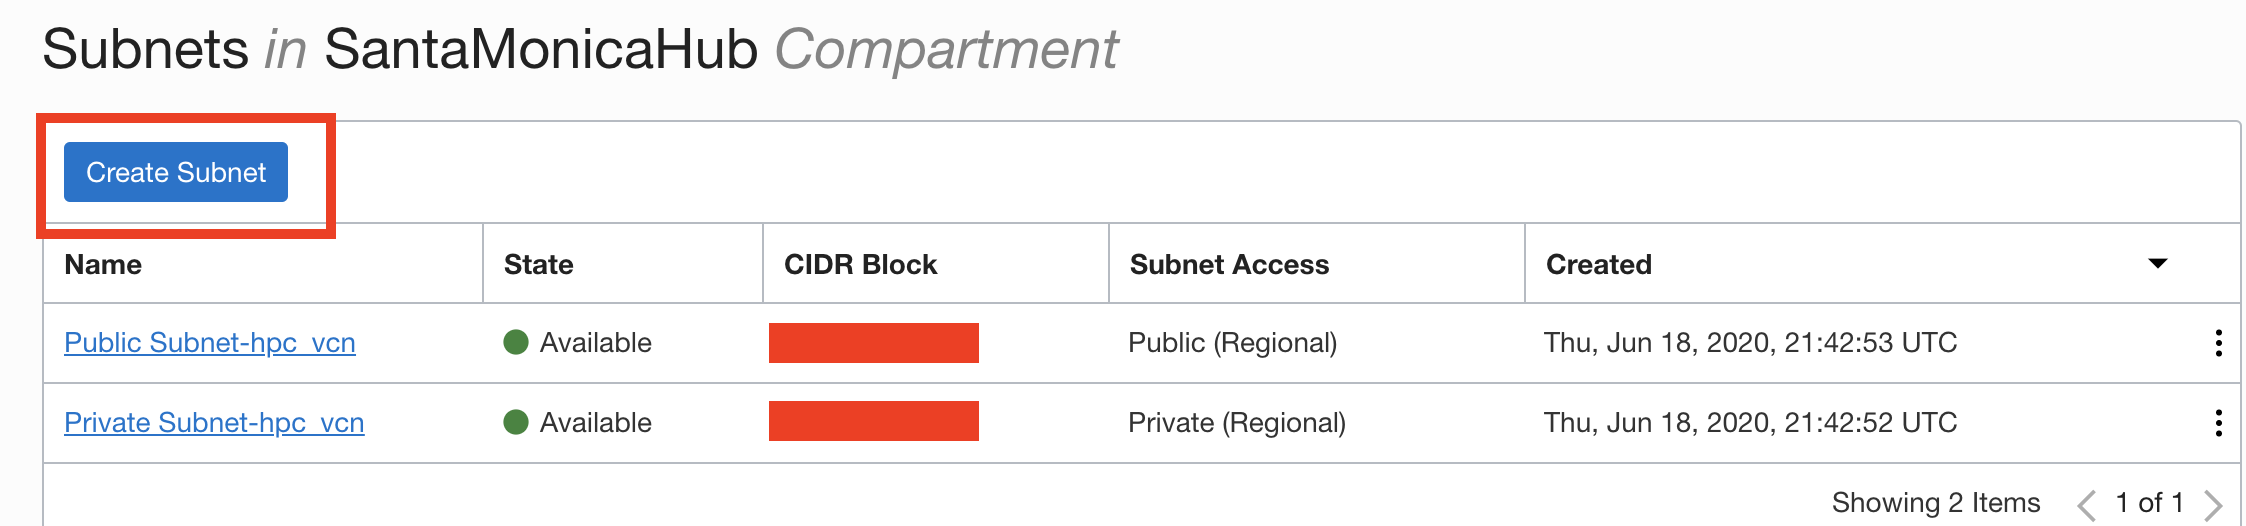 Subnets in SantaMonicaHub Compartment
Create Subnet
Name State CIDR Block Subnet Access Created
Public Subnet-hpc_vcn Available Public (Regional) Thu, Jun 18, 2020, 21:42:53 UTC
Private Subnet-hpc_vcn Available Private (Regional) Thu, Jun 18, 2020, 21:42:52 UTC
Showing 2 Items 1 of 1